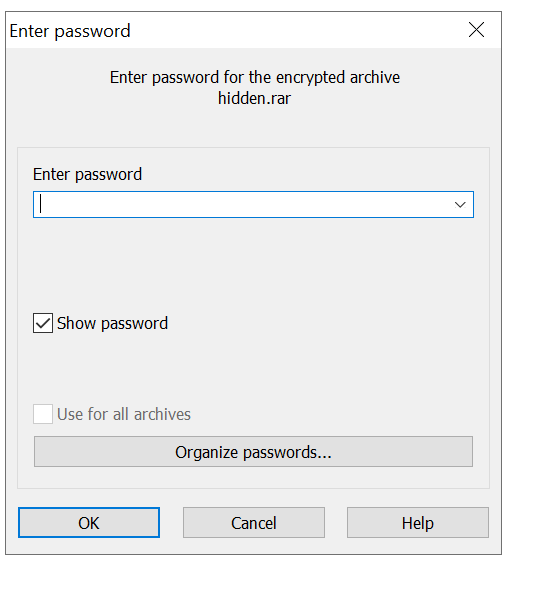 Enter password
Enter password for the encrypted archive
hidden.rar
Enter password
Show password
Use for all archives
Organize passwords...
OK
Cancel
Help